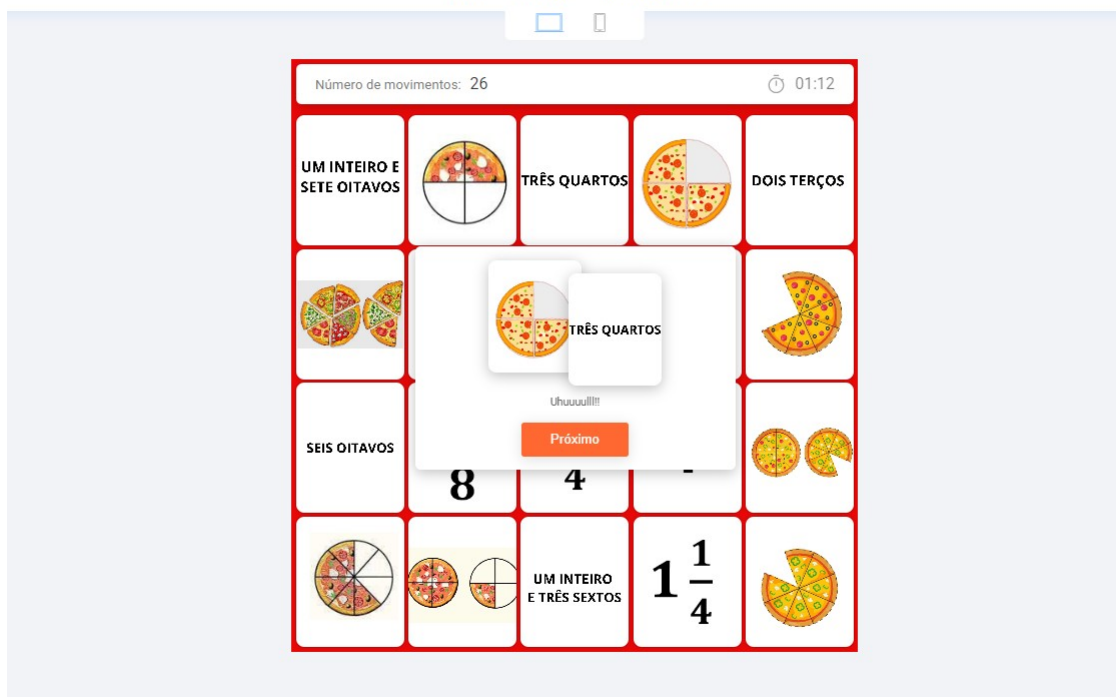 Número de movimentos: 26
01:12
UM INTEIRO E
SETE OITAVOS
TRÊS QUARTOS
DOIS TERÇOS
TRÊS QUARTOS
Uhuuuulll!!
Próximo
SEIS OITAVOS
8
4
UM INTEIRO
E TRÊS SEXTOS
1 1/4